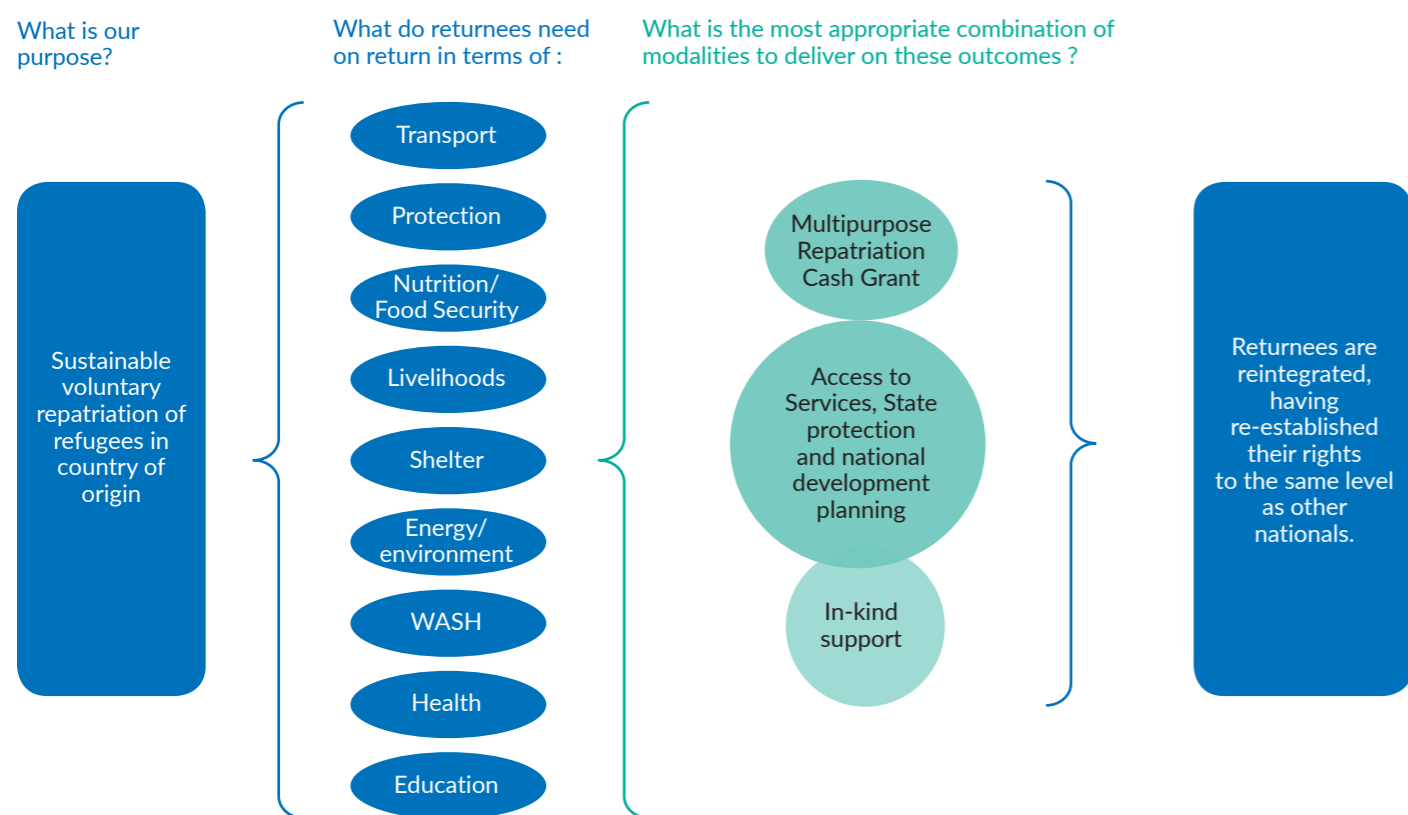 What is our
purpose?
What do returnees need
on return in terms of :
What is the most appropriate combination of
modalities to deliver on these outcomes ?
Sustainable
voluntary
repatriation of
refugees in
country of
origin
Transport
Protection
Nutrition/
Food Security
Livelihoods
Shelter
Energy/
environment
WASH
Health
Education
Multipurpose
Repatriation
Cash Grant
Access to
Services, State
protection
and national
development
planning
In-kind
support
Returnees are
reintegrated,
having
re-established
their rights
to the same level
as other
nationals.